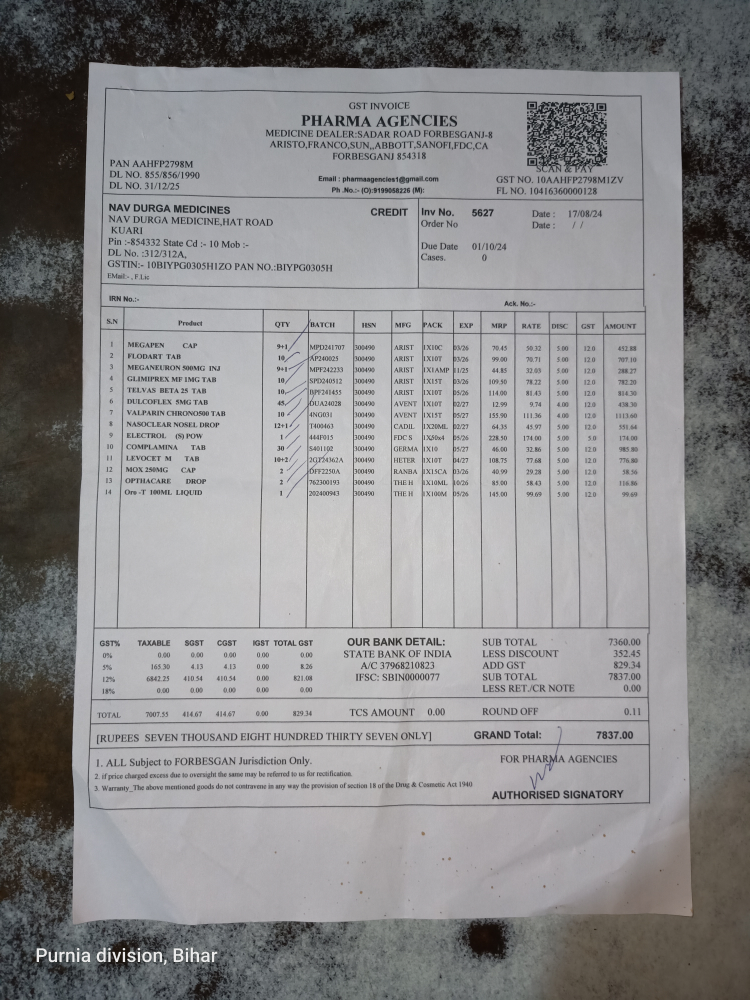 GST INVOICE
PHARMA AGENCIES
MEDICINE DEALER:SADAR ROAD FORBESGANJ-8
ARISTO,FRANCO,SUN,,ABBOTT,SANOFI,FDC,CA
FORBESGANJ 854318
SCAN & PAY
PAN AAHFP2798M
DL NO. 855/856/1990
DL NO. 31/12/25
Email : pharmaagencies1@gmail.com
Ph .No.:- (O):9199058226 (M):
GST NO. 10AAHFP2798M1ZV
FL NO. 10416360000128
NAV DURGA MEDICINES CREDIT
NAV DURGA MEDICINE,HAT ROAD
KUARI
Pin :-854332 State Cd :- 10 Mob :-
DL No. :312/312A,
GSTIN:- 10BIYPG0305H1ZO PAN NO.:BIYPG0305H
EMail:- , F.Lic
Inv No. 5627 Date : 17/08/24
Order No Date : / /
Due Date 01/10/24
Cases. 0
IRN No.:- Ack. No.:-
S.N Product QTY BATCH HSN MFG PACK EXP MRP RATE DISC GST AMOUNT
1 MEGAPEN CAP 9+1 MPD241707 300490 ARIST 1X10C 03/26 70.45 50.32 5.00 12.0 452.88
2 FLODART TAB 10 AP240025 300490 ARIST 1X10T 03/26 99.00 70.71 5.00 12.0 707.10
3 MEGANEURON 500MG INJ 9+1 MPF242233 300490 ARIST 1X1AMP 11/25 44.85 32.03 5.00 12.0 288.27
4 GLIMIPREX MF 1MG TAB 10 SPD240512 300490 ARIST 1X15T 03/26 109.50 78.22 5.00 12.0 782.20
5 TELVAS BETA 25 TAB 10 BPF241455 300490 ARIST 1X10T 05/26 114.00 81.43 5.00 12.0 814.30
6 DULCOFLEX 5MG TAB 45 DUA24028 300490 AVENT 1X10T 02/27 12.99 9.74 4.00 12.0 438.30
7 VALPARIN CHRONO500 TAB 10 4NG031 300490 AVENT 1X15T 05/27 155.90 111.36 4.00 12.0 1113.60
8 NASOCLEAR NOSEL DROP 12+1 T400463 300490 CADIL 1X20ML 02/27 64.35 45.97 5.00 12.0 551.64
9 ELECTROL (S) POW 1 444F015 300490 FDC S 1X50x4 05/26 228.50 174.00 5.00 5.0 174.00
10 COMPLAMINA TAB 30 S401102 300490 GERMA 1X10 05/27 46.00 32.86 5.00 12.0 985.80
11 LEVOCET M TAB 10+2 2GT24362A 300490 HETER 1X10T 04/27 108.75 77.68 5.00 12.0 776.80
12 MOX 250MG CAP 2 DFF2250A 300490 RANBA 1X15CA 03/26 40.99 29.28 5.00 12.0 58.56
13 OPTHACARE DROP 2 762300193 300490 THE H 1X10ML 10/26 85.00 58.43 5.00 12.0 116.86
14 Oro -T 100ML LIQUID 1 202400943 300490 THE H 1X100M 05/26 145.00 99.69 5.00 12.0 99.69
GST% TAXABLE SGST CGST IGST TOTAL GST
0% 0.00 0.00 0.00 0.00 0.00
5% 165.30 4.13 4.13 0.00 8.26
12% 6842.25 410.54 410.54 0.00 821.08
18% 0.00 0.00 0.00 0.00 0.00
TOTAL 7007.55 414.67 414.67 0.00 829.34
OUR BANK DETAIL:
STATE BANK OF INDIA
A/C 37968210823
IFSC: SBIN0000077
TCS AMOUNT 0.00
SUB TOTAL 7360.00
LESS DISCOUNT 352.45
ADD GST 829.34
SUB TOTAL 7837.00
LESS RET./CR NOTE 0.00
ROUND OFF 0.11
[RUPEES SEVEN THOUSAND EIGHT HUNDRED THIRTY SEVEN ONLY] GRAND Total: 7837.00
1. ALL Subject to FORBESGAN Jurisdiction Only.
2. if price charged excess due to oversight the same may be referred to us for rectification.
3. Warranty_The above mentioned goods do not contravene in any way the provision of section 18 of the Drug & Cosmetic Act 1940
FOR PHARMA AGENCIES
AUTHORISED SIGNATORY
Purnia division, Bihar